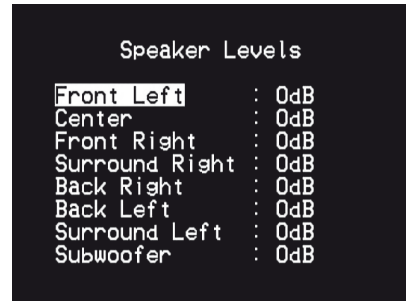 Speaker Levels
Front Left : 0dB
Center : 0dB
Front Right : 0dB
Surround Right : 0dB
Back Right : 0dB
Back Left : 0dB
Surround Left : 0dB
Subwoofer : 0dB